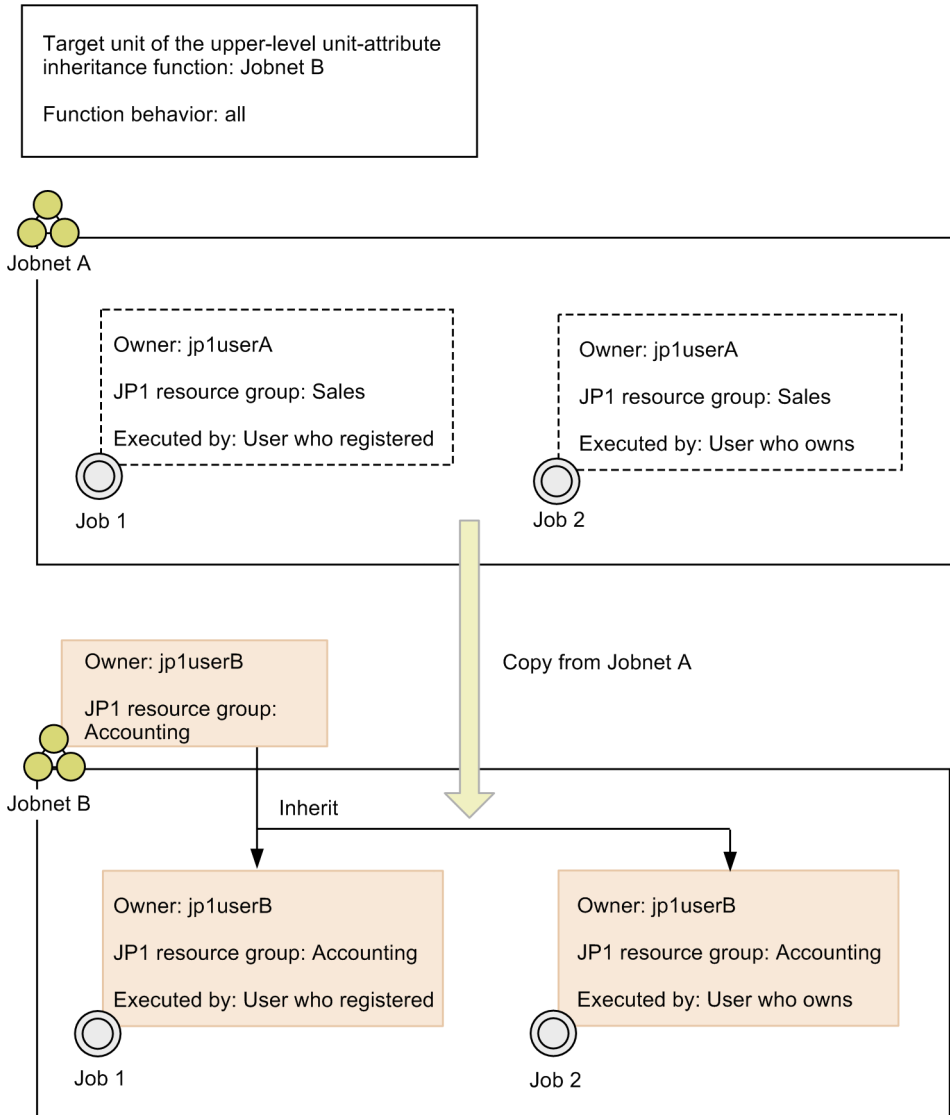 Target unit of the upper-level unit-attribute
inheritance function: Jobnet B
Function behavior: all
Jobnet A
Owner: jp1userA
JP1 resource group: Sales
Executed by: User who registered
Job 1
Owner: jp1userA
JP1 resource group: Sales
Executed by: User who owns
Job 2
Copy from Jobnet A
Owner: jp1userB
JP1 resource group:
Accounting
Jobnet B
Inherit
Owner: jp1userB
JP1 resource group: Accounting
Executed by: User who registered
Job 1
Owner: jp1userB
JP1 resource group: Accounting
Executed by: User who owns
Job 2